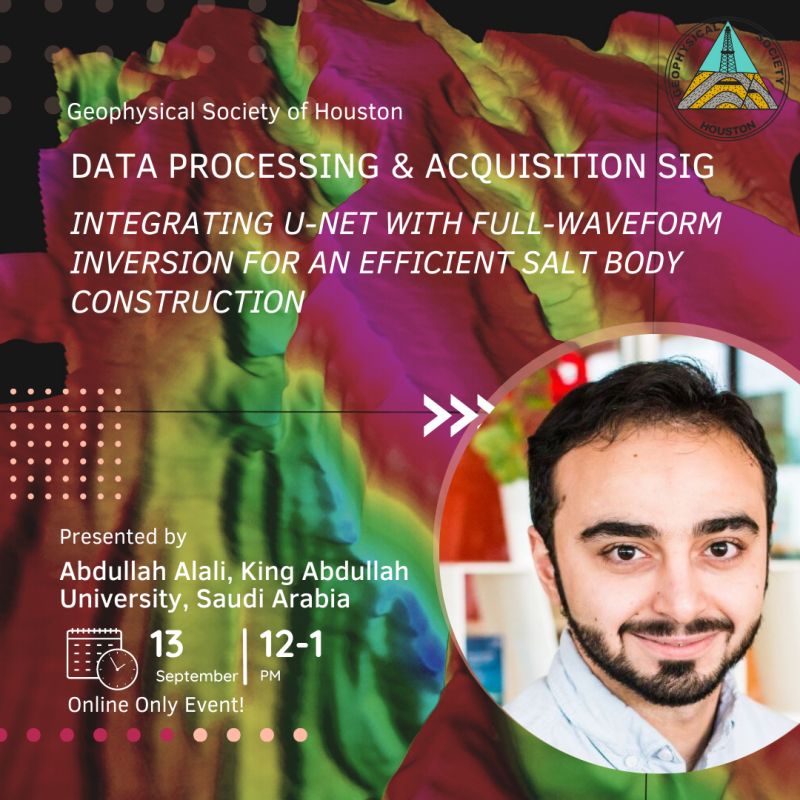 GEOPHYSICAL SOCIETY
HOUSTON
Geophysical Society of Houston
DATA PROCESSING & ACQUISITION SIG
INTEGRATING U-NET WITH FULL-WAVEFORM
INVERSION FOR AN EFFICIENT SALT BODY
CONSTRUCTION
Presented by
Abdullah Alali, King Abdullah
University, Saudi Arabia
13 12-1
September PM
Online Only Event!